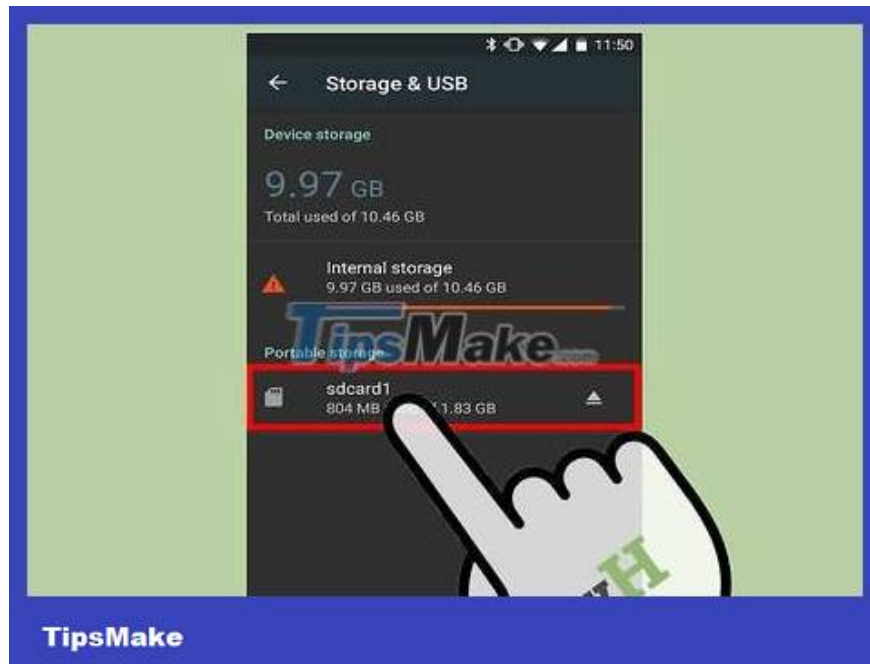 11:50
Storage & USB
Device storage
9.97 GB
Total used of 10.46 GB
Internal storage
9.97 GB used of 10.46 GB
TipsMake
Portable storage
sdcard1
804 MB 1.83 GB
H
TipsMake